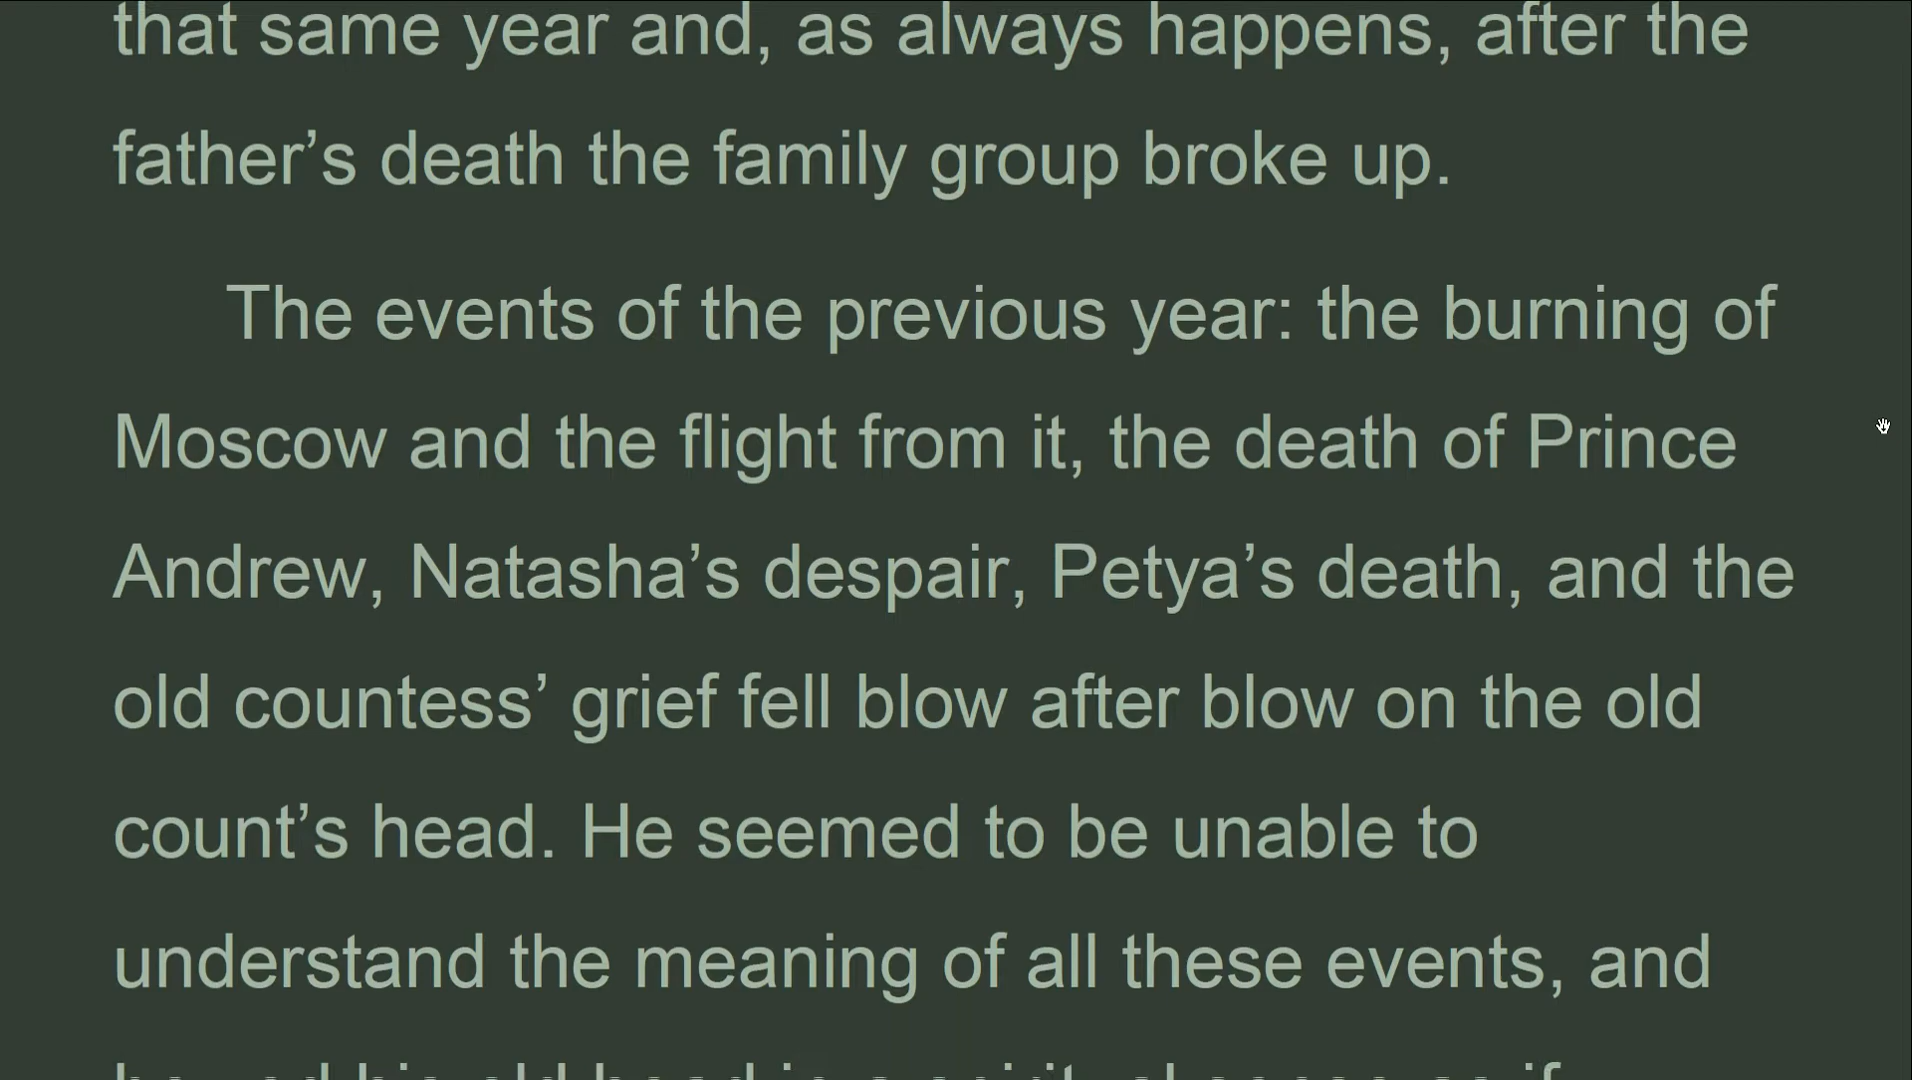 that same year and, as always happens, after the
father’s death the family group broke up.
The events of the previous year: the burning of
Moscow and the flight from it, the death of Prince
Andrew, Natasha’s despair, Petya’s death, and the
old countess’ grief fell blow after blow on the old
count’s head. He seemed to be unable to
understand the meaning of all these events, and